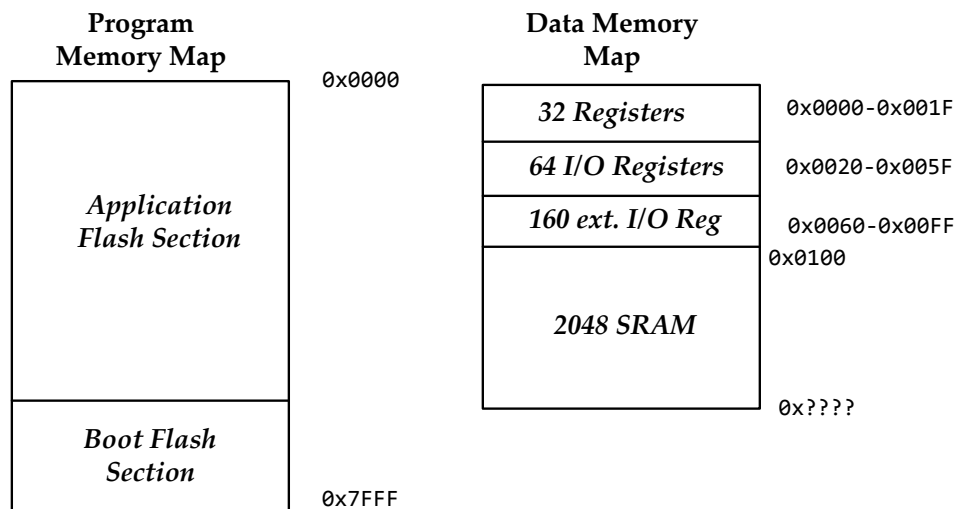 Program
Memory Map
0x0000
Application
Flash Section
Boot Flash
Section
0x7FFF
Data Memory
Map
32 Registers
0x0000-0x001F
64 I/O Registers
0x0020-0x005F
160 ext. I/O Reg
0x0060-0x00FF
0x0100
2048 SRAM
0x????